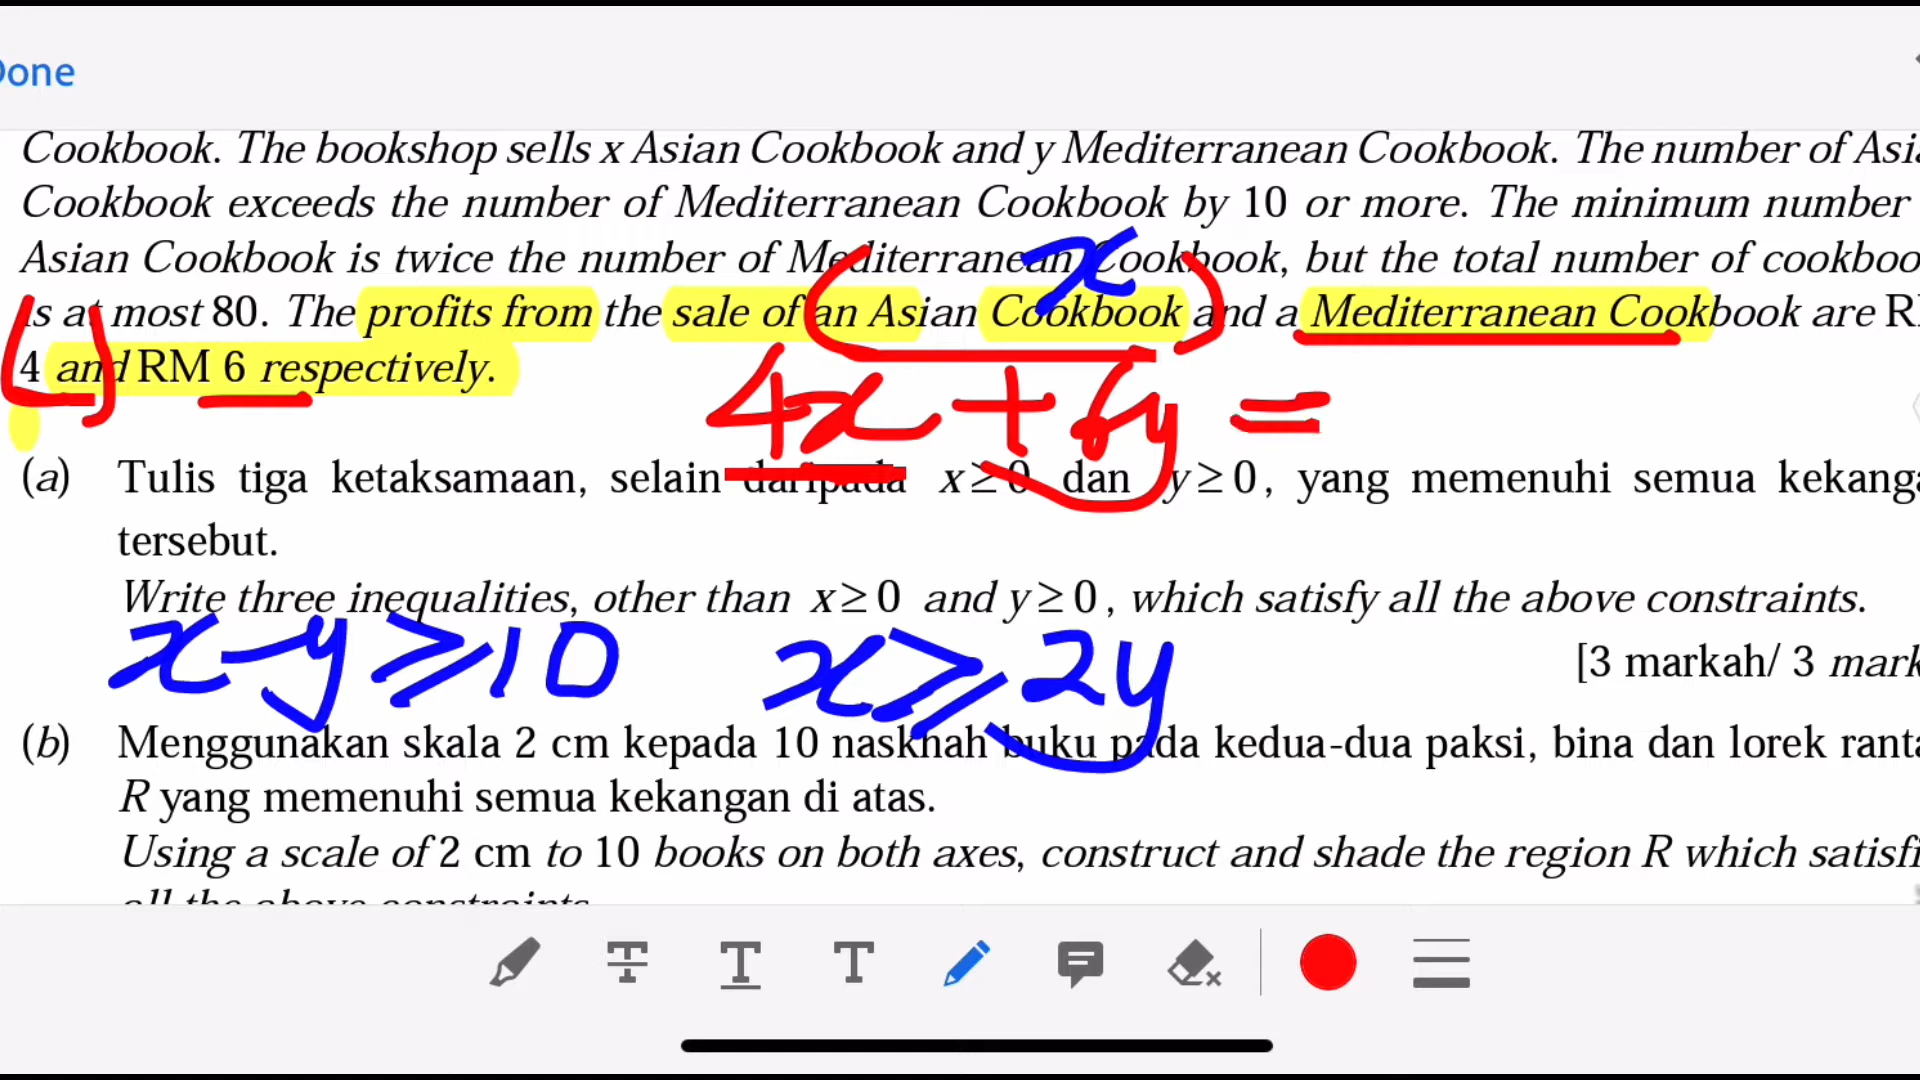 Done
Cookbook. The bookshop sells x Asian Cookbook and y Mediterranean Cookbook. The number of Asia
Cookbook exceeds the number of Mediterranean Cookbook by 10 or more. The minimum number
Asian Cookbook is twice the number of Mediterranean Cookbook, but the total number of cookboo
is at most 80. The profits from the sale of an Asian Cookbook and a Mediterranean Cookbook are R
x
4 and RM 6 respectively.
4x + 6y =
(a) Tulis tiga ketaksamaan, selain daripada x ≥ 0 dan y ≥ 0, yang memenuhi semua kekanga
tersebut.
Write three inequalities, other than x ≥ 0 and y ≥ 0, which satisfy all the above constraints.
x - y ≥ 10 x ≥ 2y
[3 markah/ 3 mark
(b) Menggunakan skala 2 cm kepada 10 naskhah buku pada kedua-dua paksi, bina dan lorek ranta
R yang memenuhi semua kekangan di atas.
Using a scale of 2 cm to 10 books on both axes, construct and shade the region R which satisfi
all the above constraints